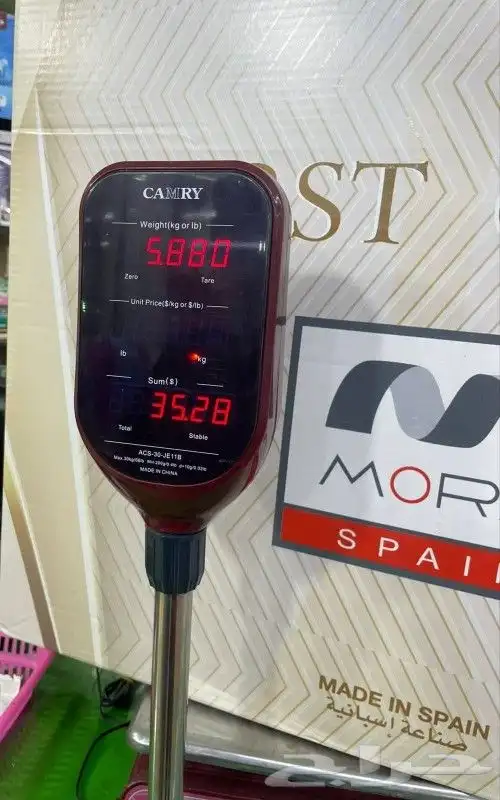 CAMRY
Weight(kg or lb)
5.880
Zero Tare
Unit Price($/kg or $/lb)
lb kg
Sum($)
35.28
Total Stable
ACS-30-JE11B
MADE IN CHINA
ST
MOR
SPAI
MADE IN SPAIN
صناعة إسبانية
حراج